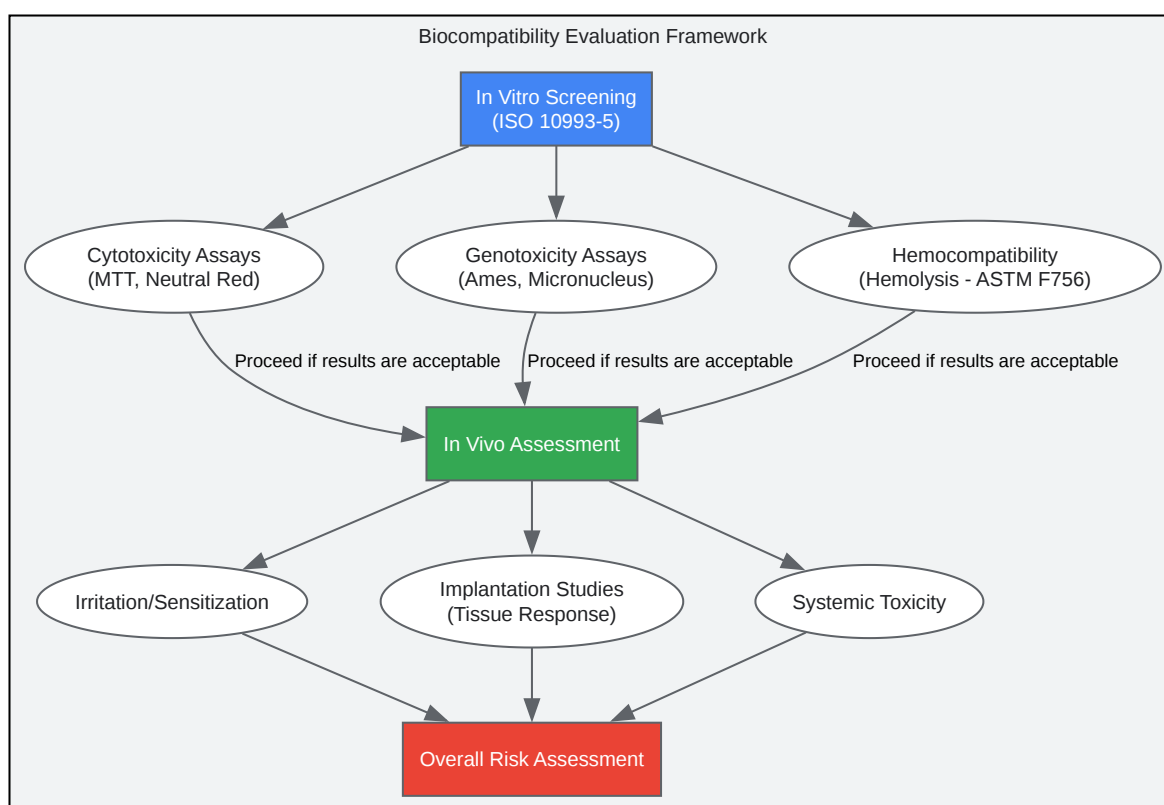 Biocompatibility Evaluation Framework
In Vitro Screening
(ISO 10993-5)
Cytotoxicity Assays
(MTT, Neutral Red)
Genotoxicity Assays
(Ames, Micronucleus)
Hemocompatibility
(Hemolysis - ASTM F756)
Proceed if results are acceptable
Proceed if results are acceptable
Proceed if results are acceptable
In Vivo Assessment
Irritation/Sensitization
Implantation Studies
(Tissue Response)
Systemic Toxicity
Overall Risk Assessment